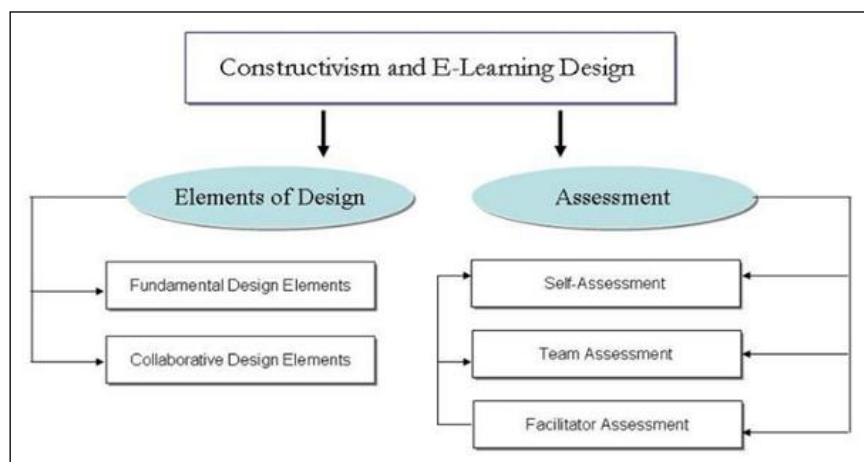 Constructivism and E-Learning Design
Elements of Design
Assessment
Fundamental Design Elements
Collaborative Design Elements
Self-Assessment
Team Assessment
Facilitator Assessment